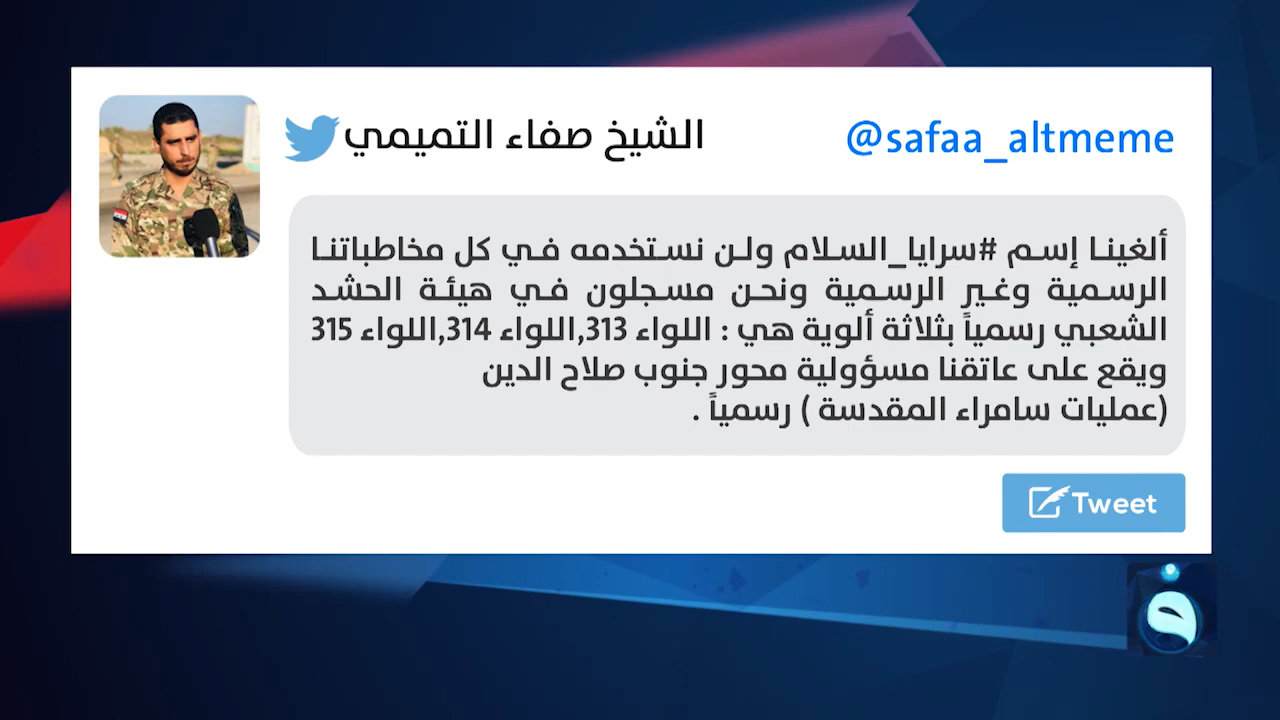 الشيخ صفاء التميمي
@safaa_altmeme
ألغينا إسم #سرايا_السلام ولن نستخدمه في كل مخاطباتنا
الرسمية وغير الرسمية ونحن مسجلون في هيئة الحشد
الشعبي رسمياً بثلاثة ألوية هي : اللواء 313,اللواء 314,اللواء 315
ويقع على عاتقنا مسؤولية محور جنوب صلاح الدين
(عمليات سامراء المقدسة ) رسمياً .
Tweet